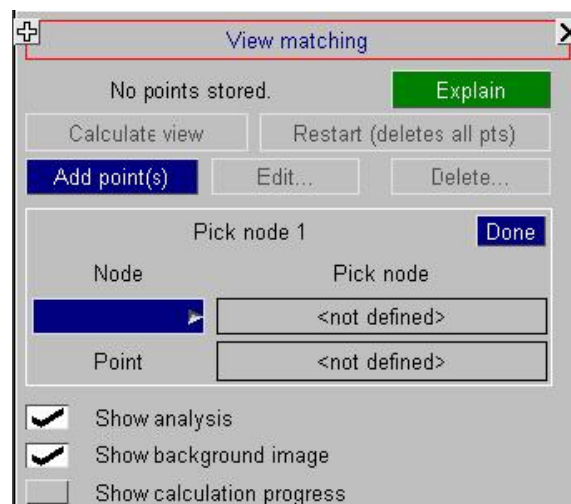 View matching
No points stored. Explain
Calculate view Restart (deletes all pts)
Add point(s) Edit... Delete...
Pick node 1 Done
Node Pick node
<not defined>
Point <not defined>
Show analysis
Show background image
Show calculation progress